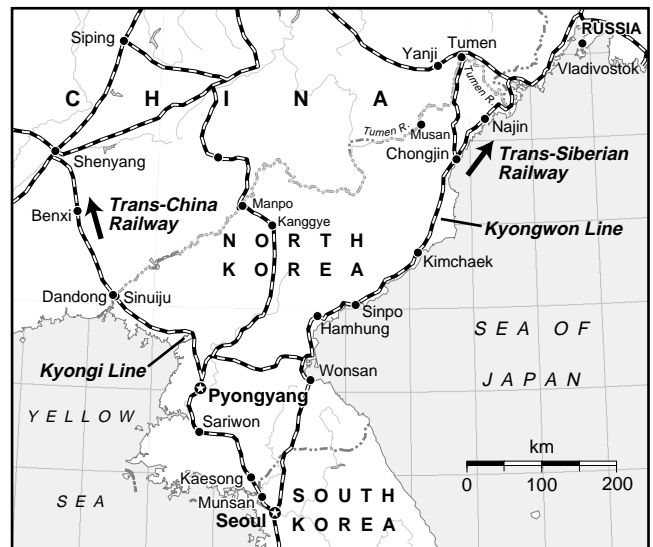 RUSSIA
Siping
Tumen
Yanji
Vladivostok
C H I N A
Tumen R.
Tumen R.
Musan
Najin
Chongjin
Shenyang
Trans-Siberian
Railway
Trans-China
Railway
Manpo
Benxi
Kanggye
Kyongwon Line
N O R T H
K O R E A
Kimchaek
Dandong
Sinuiju
Sinpo
Hamhung
S E A O F
J A P A N
Kyongi Line
Wonsan
Pyongyang
Y E L L O W
S E A
Sariwon
km
0 100 200
Kaesong
Munsan
S O U T H
K O R E A
Seoul